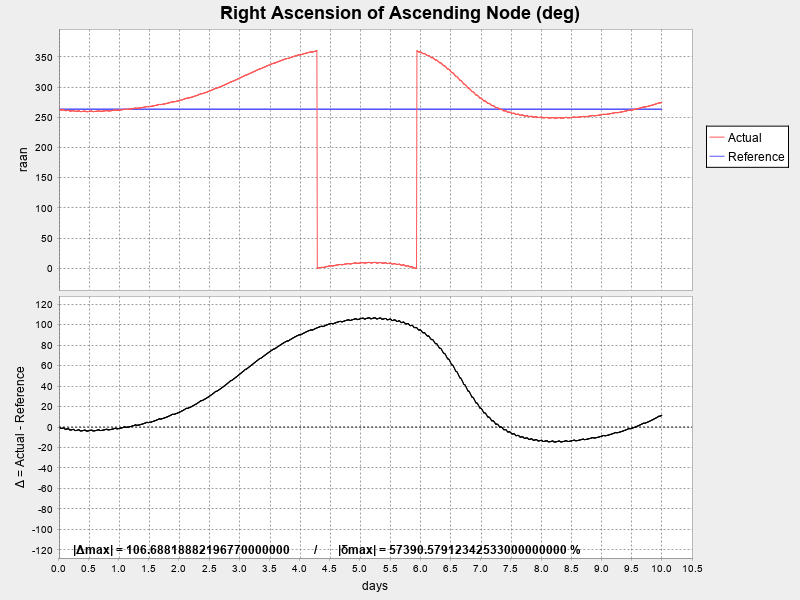 Right Ascension of Ascending Node (deg)
350
300
250
200
150
100
50
0
raan
Actual
Reference
120
100
80
60
40
20
0
-20
-40
-60
-80
-100
-120
Δ = Actual - Reference
|Δmax| = 106.68818882196770000000 / |δmax| = 57390.57912342533000000000 %
0.0 0.5 1.0 1.5 2.0 2.5 3.0 3.5 4.0 4.5 5.0 5.5 6.0 6.5 7.0 7.5 8.0 8.5 9.0 9.5 10.0 10.5
days